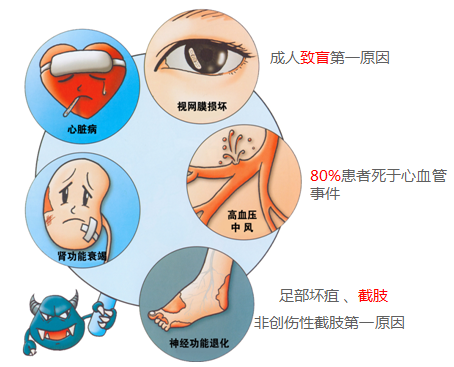 心脏病
视网膜损坏
成人致盲第一原因
高血压
中风
80%患者死于心血管
事件
肾功能衰竭
神经功能退化
足部坏疽 、截肢
非创伤性截肢第一原因